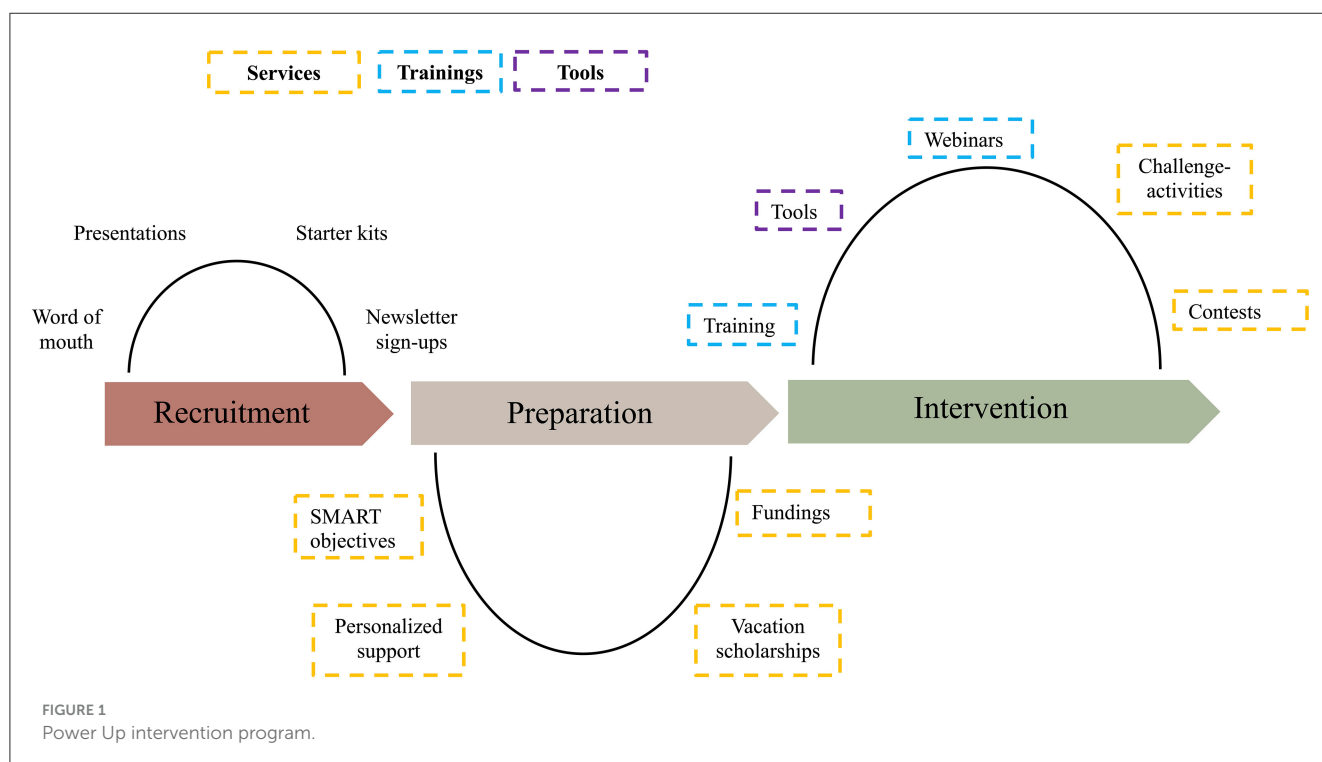 Services
Trainings
Tools
Webinars
Challenge-
activities
Tools
Presentations
Starter kits
Contests
Training
Word of
mouth
Newsletter
sign-ups
Recruitment
Preparation
Intervention
SMART
objectives
Fundings
Personalized
support
Vacation
scholarships
FIGURE 1
Power Up intervention program.